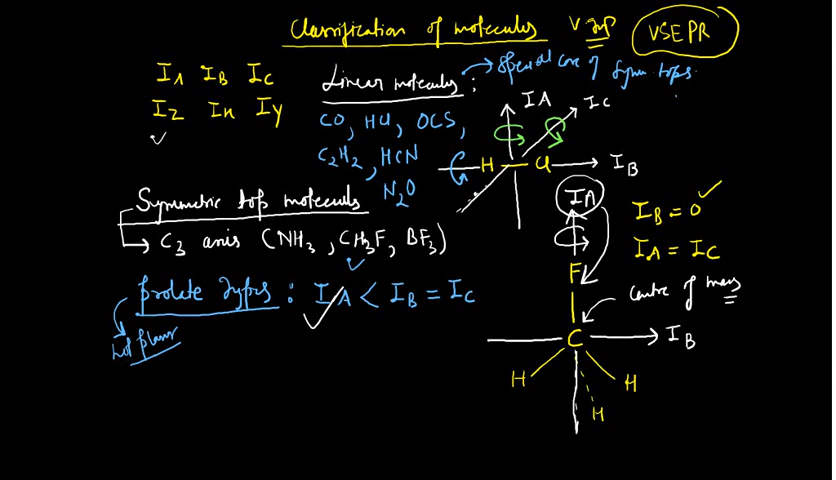 Classification of molecules
VSEPR
IA IB IC
IZ IX IY
Linear molecules : Special case of Symm. tops.
CO, HCl, OCS,
C2H2, HCN
N2O
IA
IC
H Cl IB
Symmetric top molecules
C3 axis (NH3, CH3F, BF3)
Prolate types : IA < IB = IC
Not planar
IA
IB = 0
IA = IC
F
centre of mass
C IB
H H
H